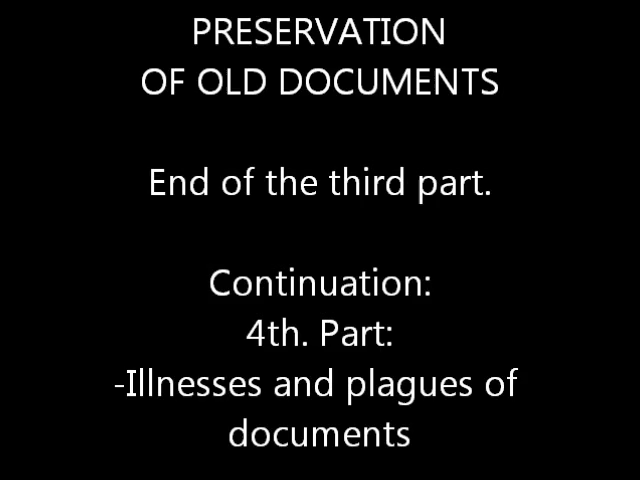 PRESERVATION
OF OLD DOCUMENTS
End of the third part.
Continuation:
4th. Part:
-Illnesses and plagues of
documents